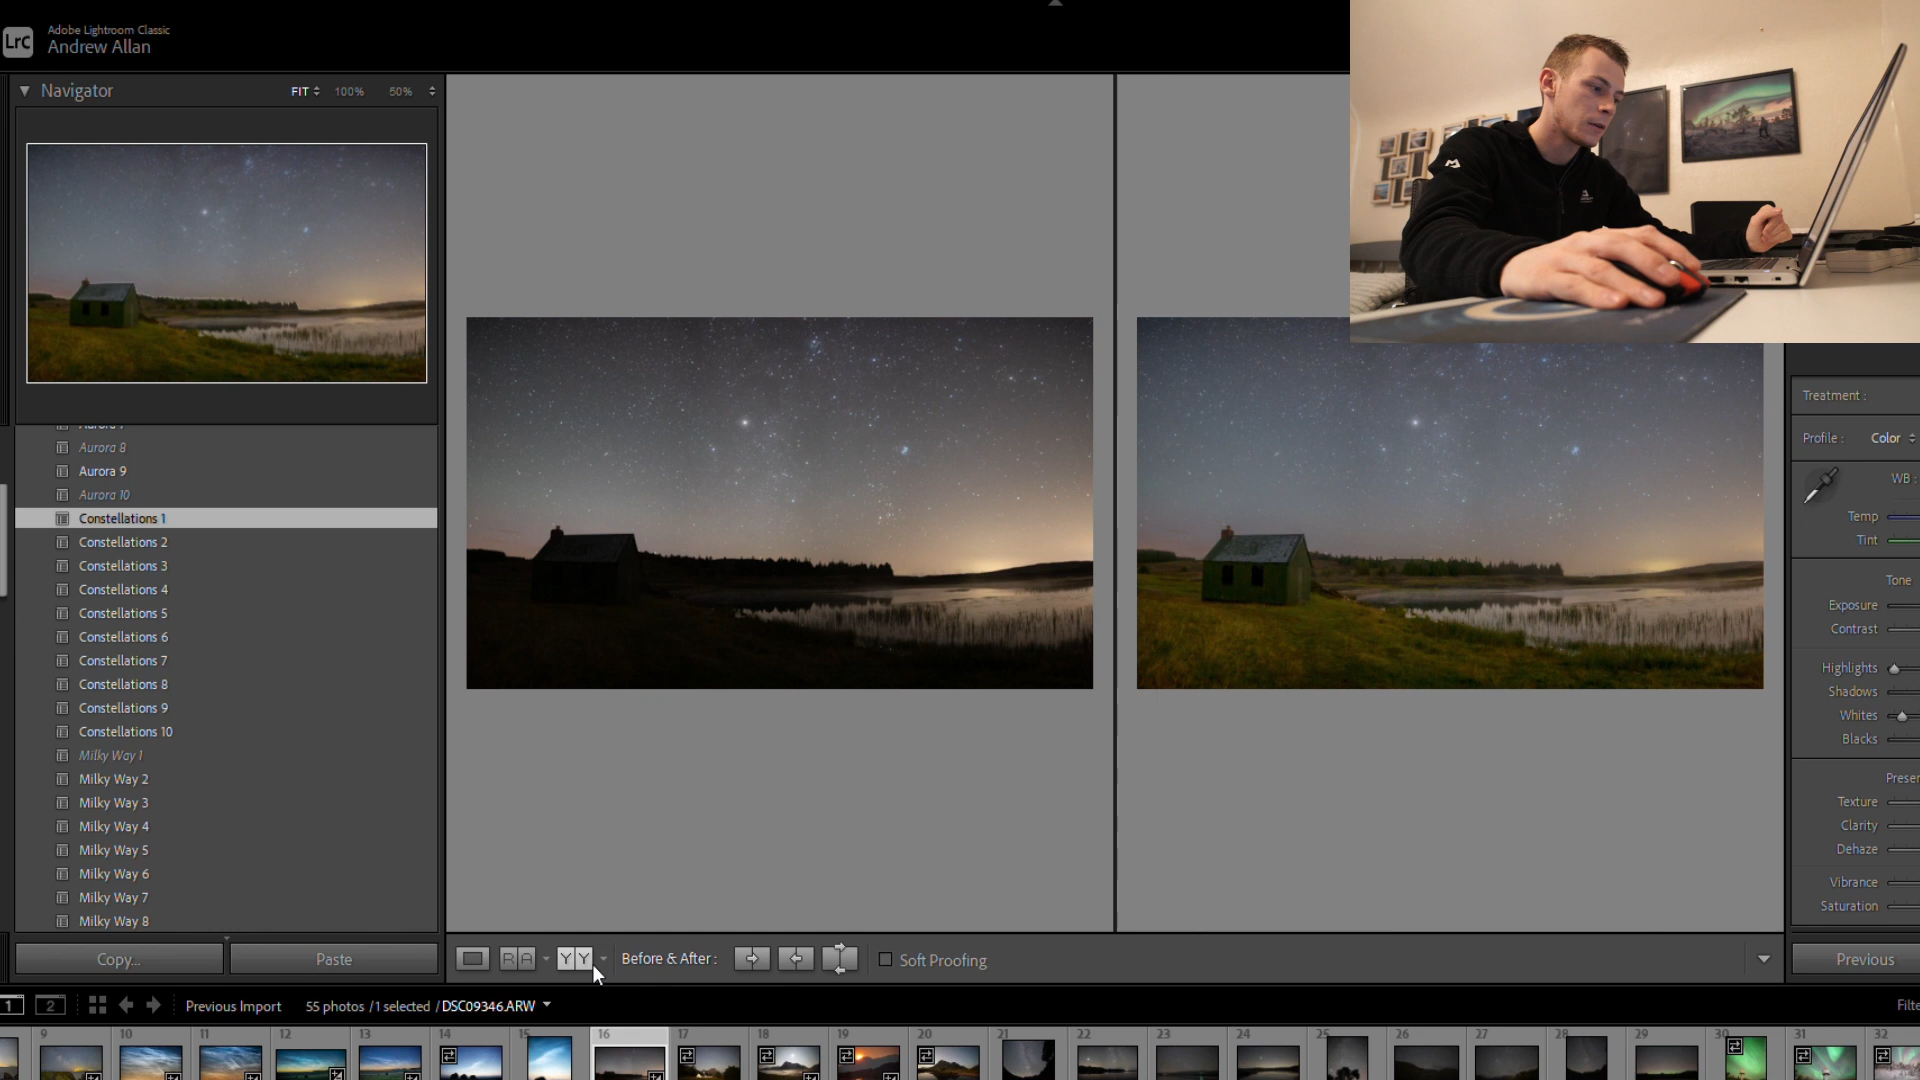 Lrc
Adobe Lightroom Classic
Andrew Allan
Navigator
FIT
100%
50%
Aurora 8
Aurora 9
Aurora 10
Constellations 1
Constellations 2
Constellations 3
Constellations 4
Constellations 5
Constellations 6
Constellations 7
Constellations 8
Constellations 9
Constellations 10
Milky Way 1
Milky Way 2
Milky Way 3
Milky Way 4
Milky Way 5
Milky Way 6
Milky Way 7
Milky Way 8
Copy...
Paste
R A
Y Y
Before & After :
Soft Proofing
Treatment :
Profile :
Color
WB :
Temp
Tint
Tone
Exposure
Contrast
Highlights
Shadows
Whites
Blacks
Presen
Texture
Clarity
Dehaze
Vibrance
Saturation
Previous
1
2
Previous Import
55 photos / 1 selected / DSC09346.ARW
Filte
9
10
11
12
13
14
15
16
17
18
19
20
21
22
23
24
25
26
27
28
29
30
31
32